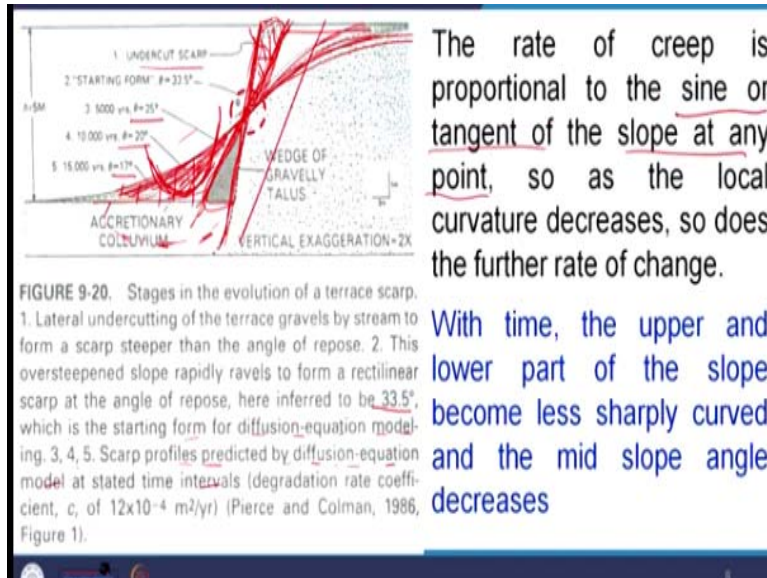 1. UNDERCUT SCARP
2. "STARTING FORM" θ=33.5°
3. 5000 yrs, θ=25°
h=5M
4. 10,000 yrs, θ=20°
5. 15,000 yrs, θ=17°
WEDGE OF
GRAVELLY
TALUS
ACCRETIONARY
COLLUVIUM
VERTICAL EXAGGERATION=2X
FIGURE 9-20. Stages in the evolution of a terrace scarp.
1. Lateral undercutting of the terrace gravels by stream to
form a scarp steeper than the angle of repose. 2. This
oversteepened slope rapidly ravels to form a rectilinear
scarp at the angle of repose, here inferred to be 33.5°,
which is the starting form for diffusion-equation model-
ing. 3, 4, 5. Scarp profiles predicted by diffusion-equation
model at stated time intervals (degradation rate coeffi-
cient, c, of 12x10⁻⁴ m²/yr) (Pierce and Colman, 1986,
Figure 1).
The rate of creep is
proportional to the sine or
tangent of the slope at any
point, so as the local
curvature decreases, so does
the further rate of change.
With time, the upper and
lower part of the slope
become less sharply curved
and the mid slope angle
decreases